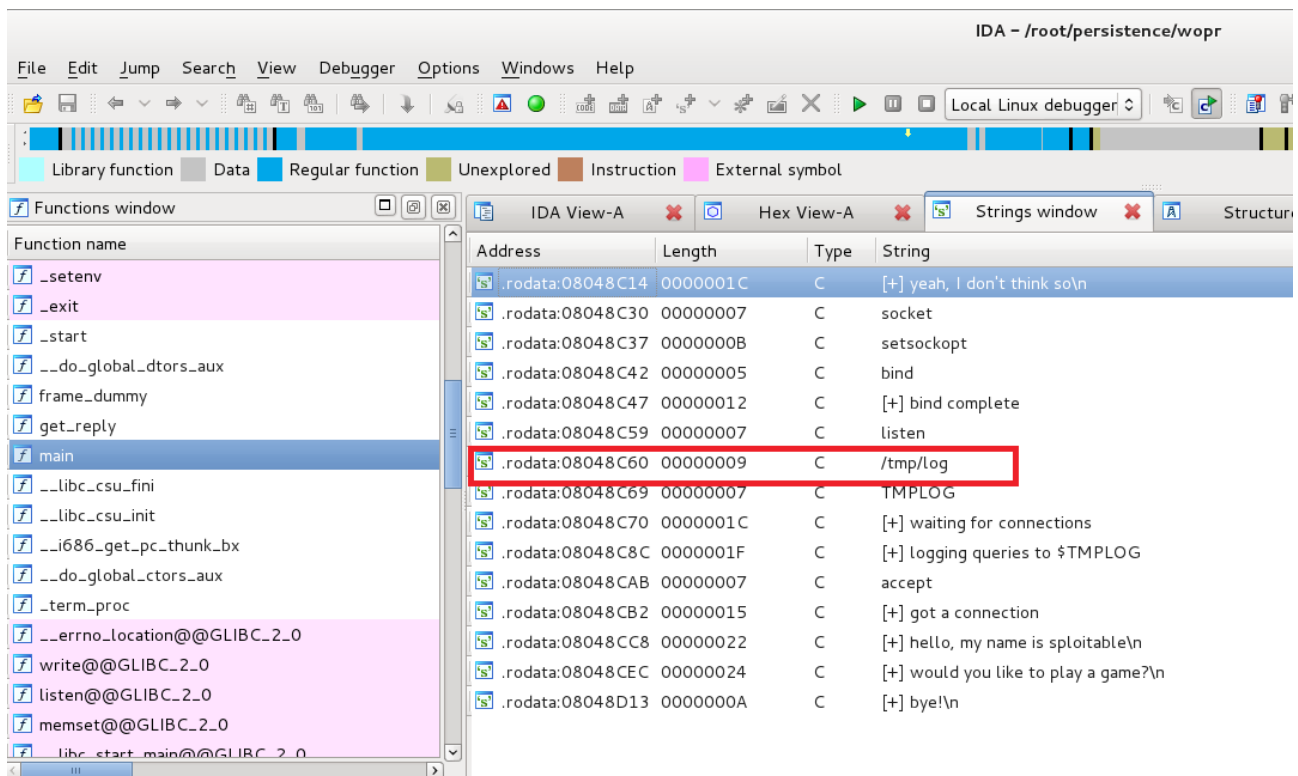 IDA - /root/persistence/wopr
File Edit Jump Search View Debugger Options Windows Help
Local Linux debugger
Library function Data Regular function Unexplored Instruction External symbol
Functions window
Function name
_setenv
_exit
_start
__do_global_dtors_aux
frame_dummy
get_reply
main
__libc_csu_fini
__libc_csu_init
__i686_get_pc_thunk_bx
__do_global_ctors_aux
_term_proc
__errno_location@@GLIBC_2_0
write@@GLIBC_2_0
listen@@GLIBC_2_0
memset@@GLIBC_2_0
__libc_start_main@@GLIBC_2_0
IDA View-A Hex View-A Strings window Structure
Address Length Type String
.rodata:08048C14 0000001C C [+] yeah, I don't think so\n
.rodata:08048C30 00000007 C socket
.rodata:08048C37 0000000B C setsockopt
.rodata:08048C42 00000005 C bind
.rodata:08048C47 00000012 C [+] bind complete
.rodata:08048C59 00000007 C listen
.rodata:08048C60 00000009 C /tmp/log
.rodata:08048C69 00000007 C TMPLOG
.rodata:08048C70 0000001C C [+] waiting for connections
.rodata:08048C8C 0000001F C [+] logging queries to $TMPLOG
.rodata:08048CAB 00000007 C accept
.rodata:08048CB2 00000015 C [+] got a connection
.rodata:08048CC8 00000022 C [+] hello, my name is sploitable\n
.rodata:08048CEC 00000024 C [+] would you like to play a game?\n
.rodata:08048D13 0000000A C [+] bye!\n